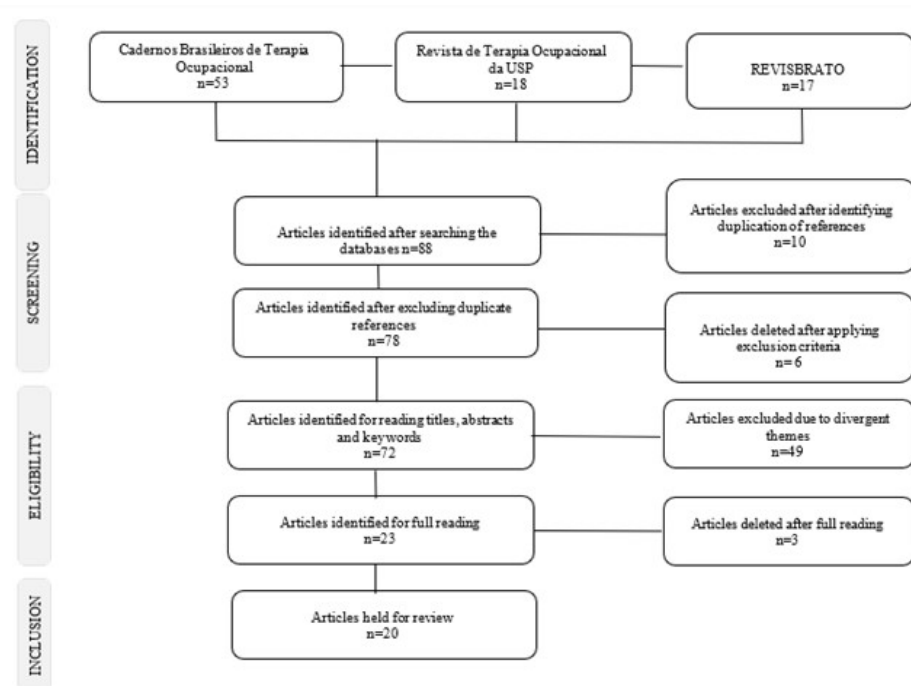 IDENTIFICATION
Cadernos Brasileiros de Terapia
Ocupacional
n=53
Revista de Terapia Ocupacional
da USP
n=18
REVISBRATO
n=17
SCREENING
Articles identified after searching the
databases n=88
Articles excluded after identifying
duplication of references
n=10
Articles identified after excluding duplicate
references
n=78
Articles deleted after applying
exclusion criteria
n= 6
ELIGIBILITY
Articles identified for reading titles, abstracts
and keywords
n=72
Articles excluded due to divergent
themes
n=49
Articles identified for full reading
n=23
Articles deleted after full reading
n=3
INCLUSION
Articles held for review
n=20